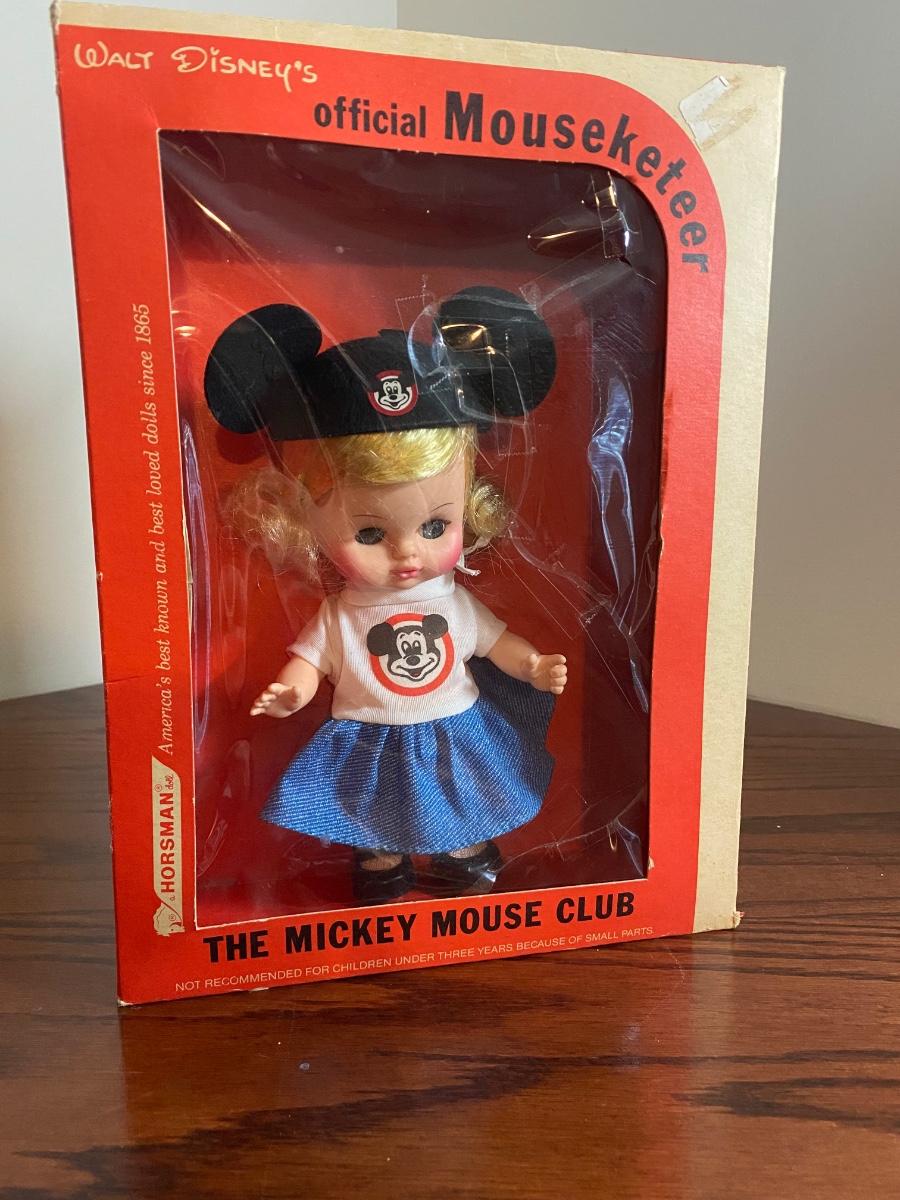 WALT DISNEY'S
official Mouseketeer
America's best known and best loved dolls since 1865
a HORSMAN® doll
THE MICKEY MOUSE CLUB
NOT RECOMMENDED FOR CHILDREN UNDER THREE YEARS BECAUSE OF SMALL PARTS.